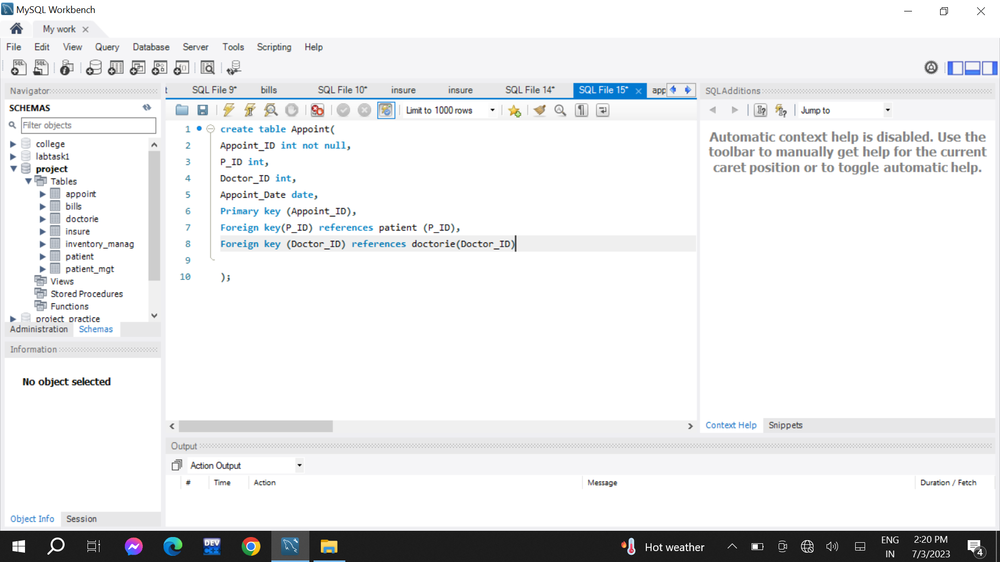 MySQL Workbench
My work
File Edit View Query Database Server Tools Scripting Help
Navigator
SCHEMAS
Filter objects
college
labtask1
project
Tables
appoint
bills
doctorie
insure
inventory_manag
patient
patient_mgt
Views
Stored Procedures
Functions
project_practice
Administration Schemas
Information
No object selected
Object Info Session
t SQL File 9* bills SQL File 10* insure insure SQL File 14* SQL File 15* app
Limit to 1000 rows
1 create table Appoint(
2 Appoint_ID int not null,
3 P_ID int,
4 Doctor_ID int,
5 Appoint_Date date,
6 Primary key (Appoint_ID),
7 Foreign key(P_ID) references patient (P_ID),
8 Foreign key (Doctor_ID) references doctorie(Doctor_ID)
9
10 );
SQLAdditions
Jump to
Automatic context help is disabled. Use the
toolbar to manually get help for the current
caret position or to toggle automatic help.
Context Help Snippets
Output
Action Output
# Time Action Message Duration / Fetch
DEV
C++
Hot weather
ENG
IN
2:20 PM
7/3/2023
4